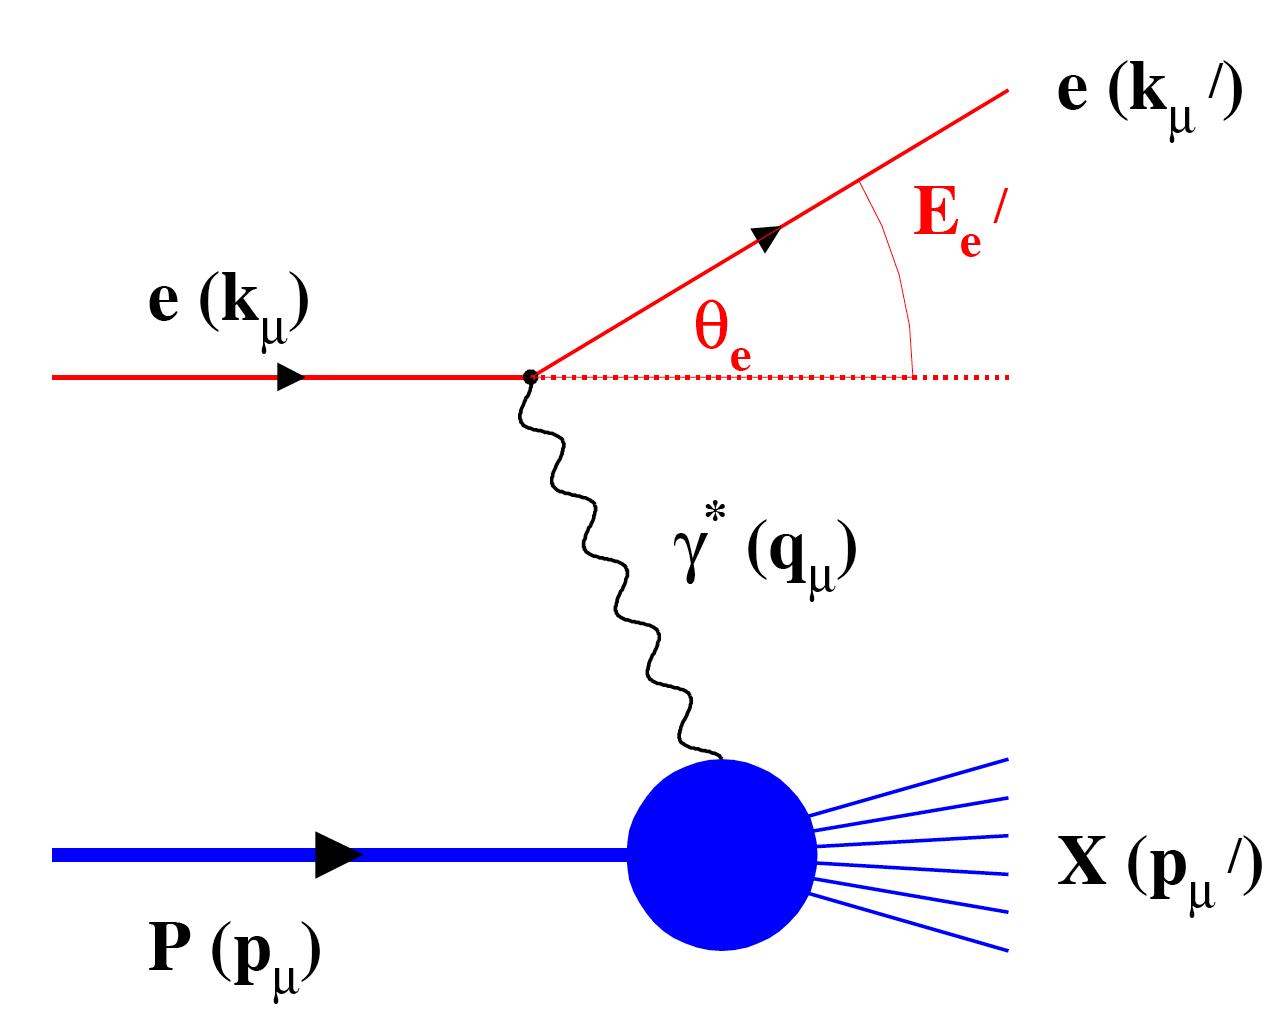 e (kμ /)
Ee /
e (kμ)
θe
γ* (qμ)
X (pμ /)
P (pμ)